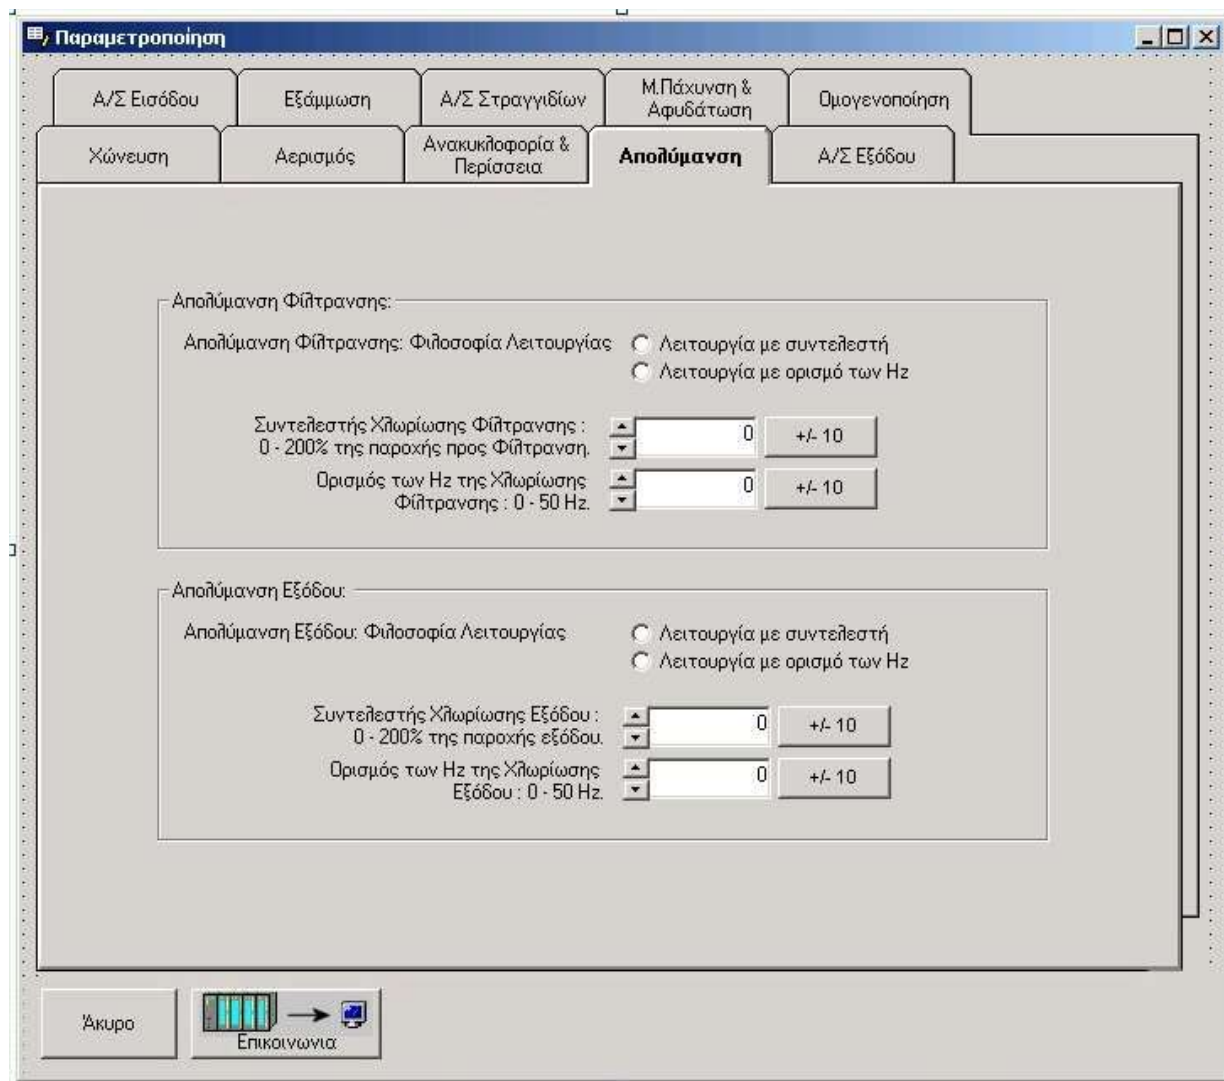 Παραμετροποίηση
Α/Σ Εισόδου
Εξάμμωση
Α/Σ Στραγγιδίων
Μ.Πάχυνση &
Αφυδάτωση
Ομογενοποίηση
Χώνευση
Αερισμός
Ανακυκλοφορία &
Περίσσεια
Απολύμανση
Α/Σ Εξόδου
Απολύμανση Φίλτρανσης:
Απολύμανση Φίλτρανσης: Φιλοσοφία Λειτουργίας
Λειτουργία με συντελεστή
Λειτουργία με ορισμό των Hz
Συντελεστής Χλωρίωσης Φίλτρανσης :
0 - 200% της παροχής προς Φίλτρανση.
0
+/- 10
Ορισμός των Hz της Χλωρίωσης
Φίλτρανσης : 0 - 50 Hz.
0
+/- 10
Απολύμανση Εξόδου:
Απολύμανση Εξόδου: Φιλοσοφία Λειτουργίας
Λειτουργία με συντελεστή
Λειτουργία με ορισμό των Hz
Συντελεστής Χλωρίωσης Εξόδου :
0 - 200% της παροχής εξόδου.
0
+/- 10
Ορισμός των Hz της Χλωρίωσης
Εξόδου : 0 - 50 Hz.
0
+/- 10
Άκυρο
Επικοινωνια